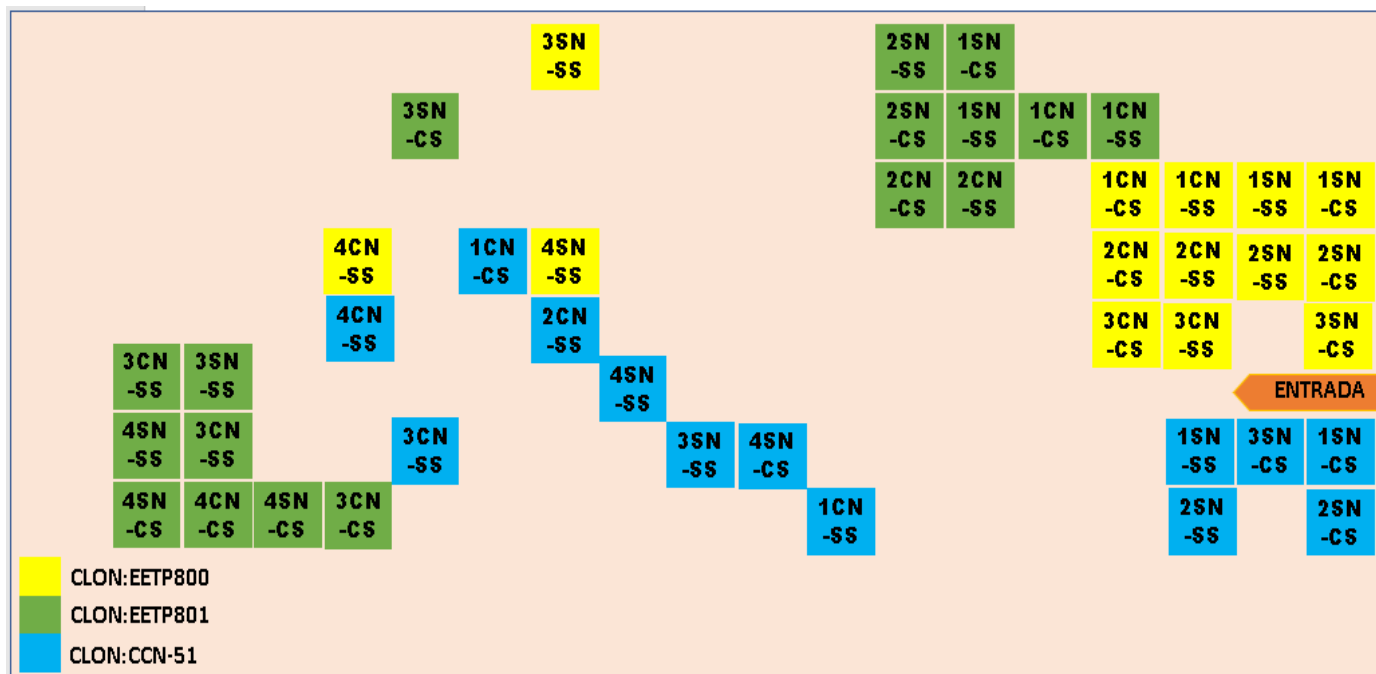 3SN
-SS
2SN
-SS
1SN
-CS
3SN
-CS
2SN
-CS
1SN
-SS
1CN
-CS
1CN
-SS
2CN
-CS
2CN
-SS
1CN
-CS
1CN
-SS
1SN
-SS
1SN
-CS
4CN
-SS
1CN
-CS
4SN
-SS
2CN
-CS
2CN
-SS
2SN
-SS
2SN
-CS
4CN
-SS
2CN
-SS
3CN
-CS
3CN
-SS
3SN
-CS
3CN
-SS
3SN
-SS
4SN
-SS
ENTRADA
4SN
-SS
3CN
-SS
3CN
-SS
3SN
-SS
4SN
-CS
1SN
-SS
3SN
-CS
1SN
-CS
4SN
-CS
4CN
-CS
4SN
-CS
3CN
-CS
1CN
-SS
2SN
-SS
2SN
-CS
CLON:EETP800
CLON:EETP801
CLON:CCN-51